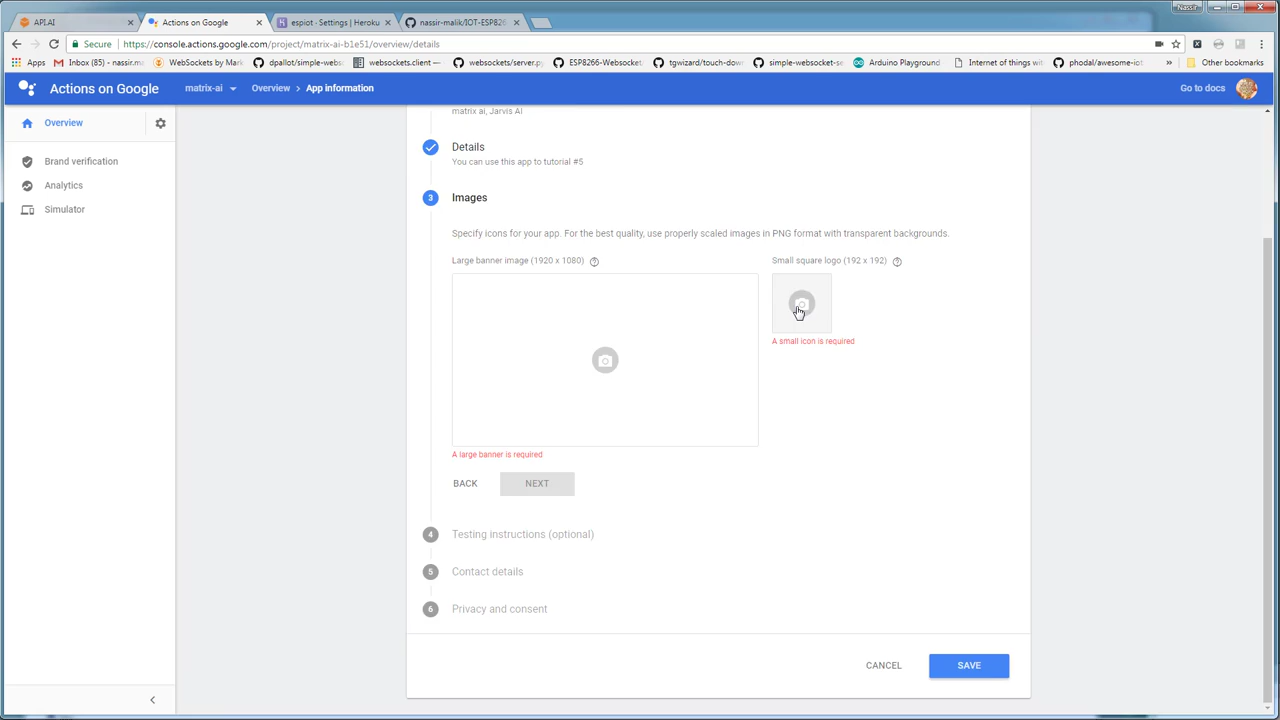 Nassir
API.AI
Actions on Google
espiot · Settings | Heroku
nassir-malik/IOT-ESP826
Secure
https://console.actions.google.com/project/matrix-ai-b1e51/overview/details
Apps
Inbox (85) - nassir.m
WebSockets by Mark
dpallot/simple-webs
websockets.client —
websockets/server.py
ESP8266-Websocket
tgwizard/touch-down
simple-websocket-se
Arduino Playground
Internet of things wi
phodal/awesome-iot
»
Other bookmarks
Actions on Google
matrix-ai
Overview > App information
Go to docs
Overview
Brand verification
Analytics
Simulator
matrix ai, Jarvis AI
Details
You can use this app to tutorial #5
3
Images
Specify icons for your app. For the best quality, use properly scaled images in PNG format with transparent backgrounds.
Large banner image (1920 x 1080)
Small square logo (192 x 192)
A small icon is required
A large banner is required
BACK
NEXT
4
Testing instructions (optional)
5
Contact details
6
Privacy and consent
CANCEL
SAVE